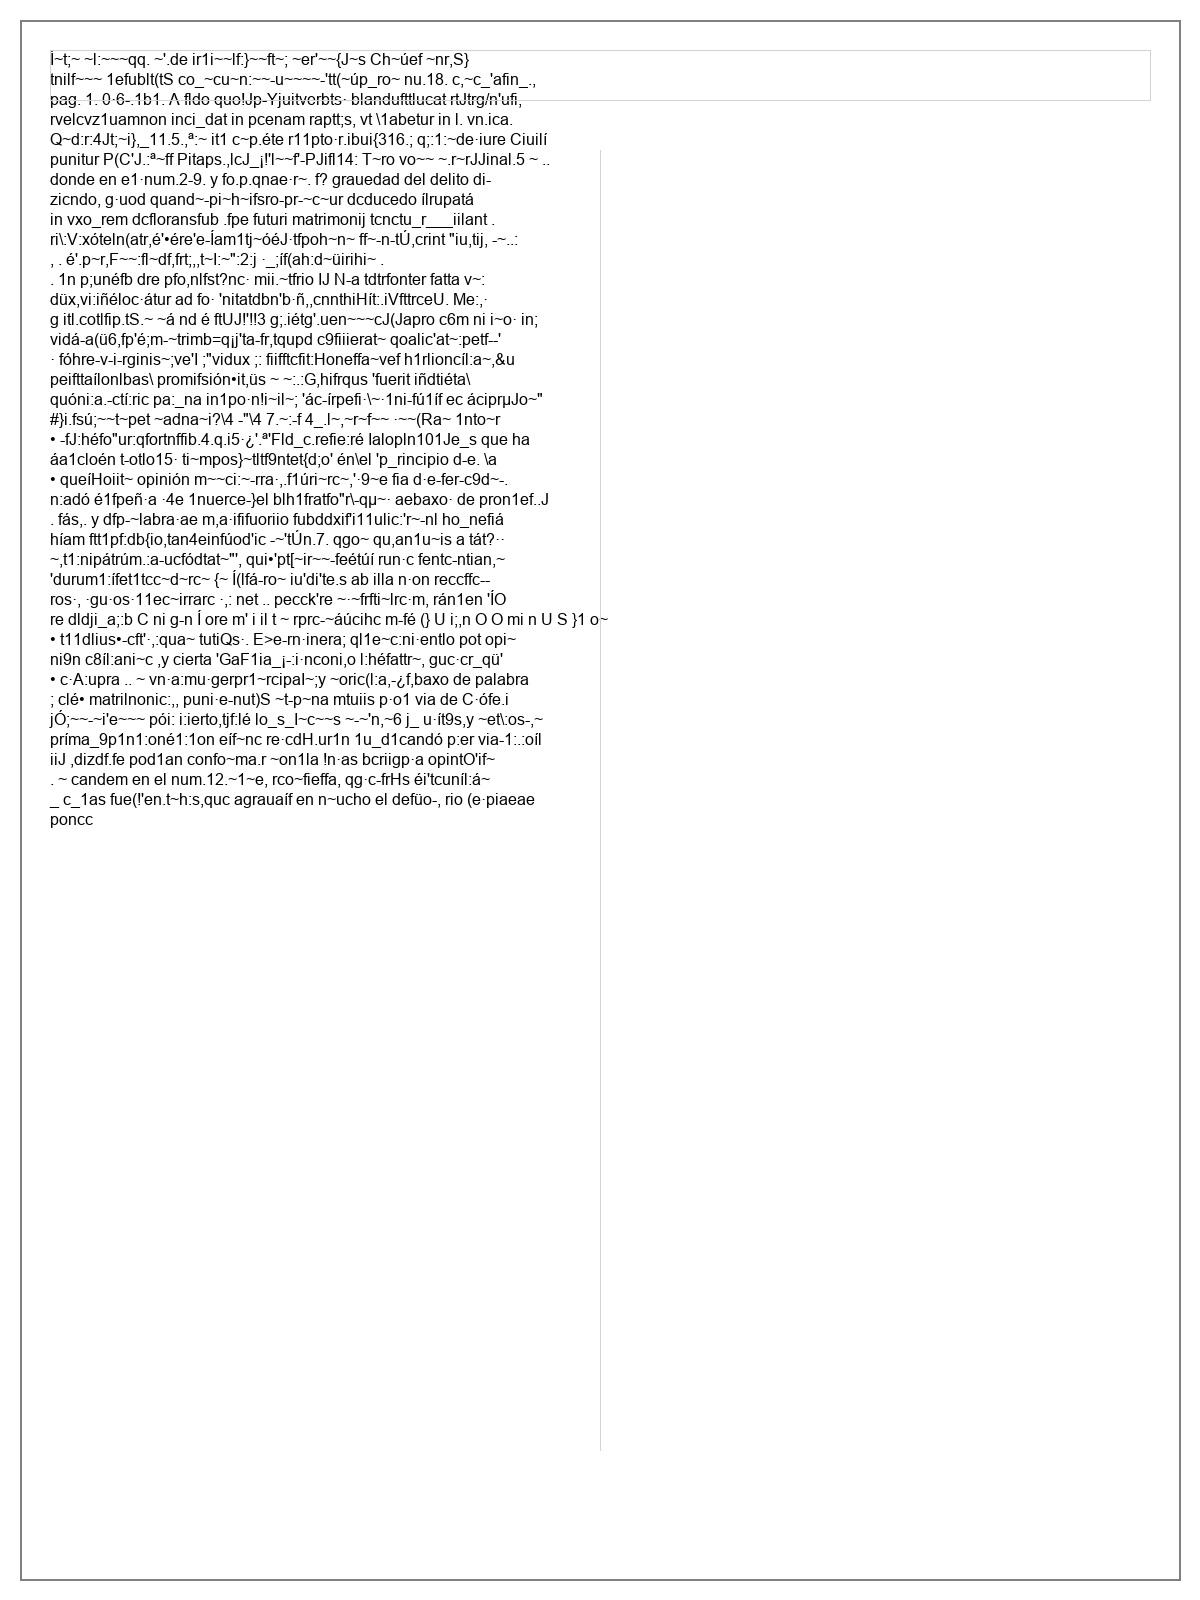 Í~t;~ ~l:~~~qq. ~'.de ir1i~~lf:}~~ft~; ~er'~~{J~s Ch~úef ~nr,S}
tnilf~~~ 1efublt(tS co_~cu~n:~~-u~~~~-'tt(~úp_ro~ nu.18. c,~c_'afin_.,
pag. 1. 0·6-.1b1. A fldo quo!Jp-Yjuitvcrbts· blandufttlucat rtJtrg/n'ufi,
rvelcvz1uamnon inci_dat in pcenam raptt;s, vt \1abetur in l. vn.ica.
Q~d:r:4Jt;~i},_11.5.,ª:~ it1 c~p.éte r11pto·r.ibui{316.; q;:1:~de·iure Ciuilí
punitur P(C'J.:ª~ff Pitaps.,lcJ_¡!'l~~f'-PJifl14: T~ro vo~~ ~.r~rJJinal.5 ~ ..
donde en e1·num.2-9. y fo.p.qnae·r~. f? grauedad del delito di-
zicndo, g·uod quand~-pi~h~ifsro-pr-~c~ur dcducedo ílrupatá
in vxo_rem dcfloransfub .fpe futuri matrimonij tcnctu_r___iilant .
ri\:V:xóteln(atr,é'•ére'e-Íam1tj~óéJ·tfpoh~n~ ff~-n-tÚ,crint "iu,tij, -~..:
, . é'.p~r,F~~:fl~df,frt;,,t~l:~":2:j ·_;íf(ah:d~üirihi~ .
. 1n p;unéfb dre pfo,nlfst?nc· mii.~tfrio IJ N-a tdtrfonter fatta v~:
düx,vi:iñéloc·átur ad fo· 'nitatdbn'b·ñ,,cnnthiHít:.iVfttrceU. Me:,·
g itl.cotlfip.tS.~ ~á nd é ftUJ!'!!3 g;.iétg'.uen~~~cJ(Japro c6m ni i~o· in;
vidá-a(ü6,fp'é;m-~trimb=q¡j'ta-fr,tqupd c9fiiierat~ qoalic'at~:petf--'
· fóhre-v-i-rginis~;ve'I ;"vidux ;: fiifftcfit:Honeffa~vef h1rlioncíl:a~,&u
peifttaílonlbas\ promifsión•it,üs ~ ~:.:G,hifrqus 'fuerit iñdtiéta\
quóni:a.-ctí:ric pa:_na in1po·n!i~il~; 'ác-írpefi·\~·1ni-fú1íf ec áciprµJo~"
#}i.fsú;~~t~pet ~adna~i?\4 -"\4 7.~:-f 4_.l~,~r~f~~ ·~~(Ra~ 1nto~r
• -fJ:héfo"ur:qfortnffib.4.q.i5·¿'.ª'Fld_c.refie:ré Ialopln101Je_s que ha
áa1cloén t-otlo15· ti~mpos}~tltf9ntet{d;o' én\el 'p_rincipio d-e. \a
• queíHoiit~ opinión m~~ci:~-rra·,.f1úri~rc~,'·9~e fia d·e-fer-c9d~-.
n:adó é1fpeñ·a ·4e 1nuerce-}el blh1fratfo"r\-qµ~· aebaxo· de pron1ef..J
. fás,. y dfp-~labra·ae m,a·ififuoriio fubddxif'i11ulic:'r~-nl ho_nefiá
híam ftt1pf:db{io,tan4einfúod'ic -~'tÚn.7. qgo~ qu,an1u~is a tát?··
~,t1:nipátrúm.:a-ucfódtat~"', qui•'pt[~ir~~-feétúí run·c fentc-ntian,~
'durum1:ífet1tcc~d~rc~ {~ Í(lfá-ro~ iu'di'te.s ab illa n·on reccffc--
ros·, ·gu·os·11ec~irrarc ·,: net .. pecck're ~·~frfti~lrc·m, rán1en 'ÍO
re dldji_a;:b C ni g-n Í ore m' i il t ~ rprc-~áúcihc m-fé (} U i;,n O O mi n U S }1 o~
• t11dlius•-cft'·,:qua~ tutiQs·. E>e-rn·inera; ql1e~c:ni·entlo pot opi~
ni9n c8íl:ani~c ,y cierta 'GaF1ia_¡-:i·nconi,o l:héfattr~, guc·cr_qü'
• c·A:upra .. ~ vn·a:mu·gerpr1~rcipaI~;y ~oric(l:a,-¿f,baxo de palabra
; clé• matrilnonic:,, puni·e-nut)S ~t-p~na mtuiis p·o1 via de C·ófe.i
jÓ;~~-~i'e~~~ pói: i:ierto,tjf:lé lo_s_I~c~~s ~-~'n,~6 j_ u·ít9s,y ~et\:os-,~
príma_9p1n1:oné1:1on eíf~nc re·cdH.ur1n 1u_d1candó p:er via-1:.:oíl
iiJ ,dizdf.fe pod1an confo~ma.r ~on1la !n·as bcriigp·a opintO'if~
. ~ candem en el num.12.~1~e, rco~fieffa, qg·c-frHs éi'tcuníl:á~
_ c_1as fue(!'en.t~h:s,quc agrauaíf en n~ucho el defüo-, rio (e·piaeae
poncc